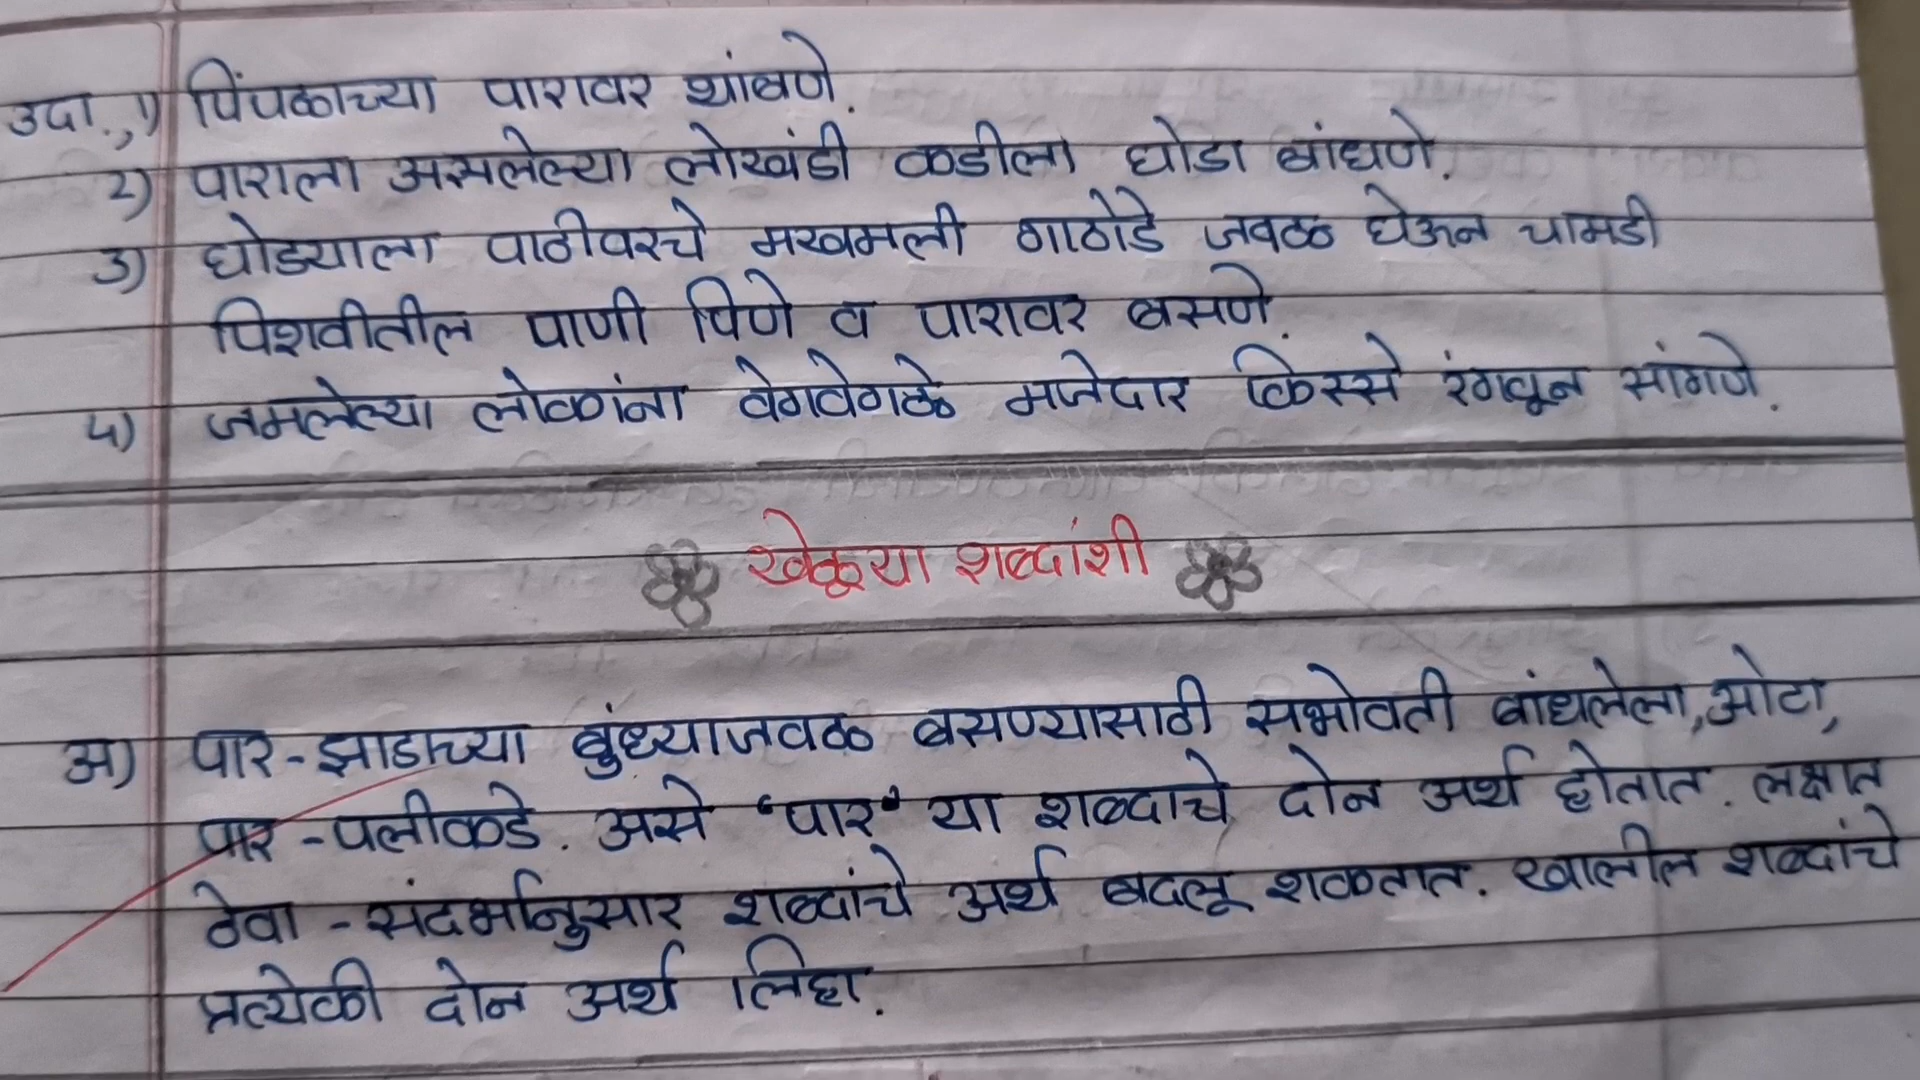 उदा., १) पिंपळाच्या पारावर थांबणे.
२) पाराला असलेल्या लोखंडी कडीला घोडा बांधणे.
३) घोड्याला पाठीवरचे मखमली गाठोडे जवळ घेऊन चामडी
पिशवीतील पाणी पिणे व पारावर बसणे.
५) जमलेल्या लोकांना वेगवेगळे मजेदार किस्से रंगवून सांगणे.
खेळूया शब्दांशी
अ) पार - झाडाच्या बुंध्याजवळ बसण्यासाठी सभोवती बांधलेला, ओटा,
पार - पलीकडे. असे "पार" या शब्दाचे दोन अर्थ होतात. लक्षात
ठेवा - संदर्भानुसार शब्दांचे अर्थ बदलू शकतात. खालील शब्दांचे
प्रत्येकी दोन अर्थ लिहा.